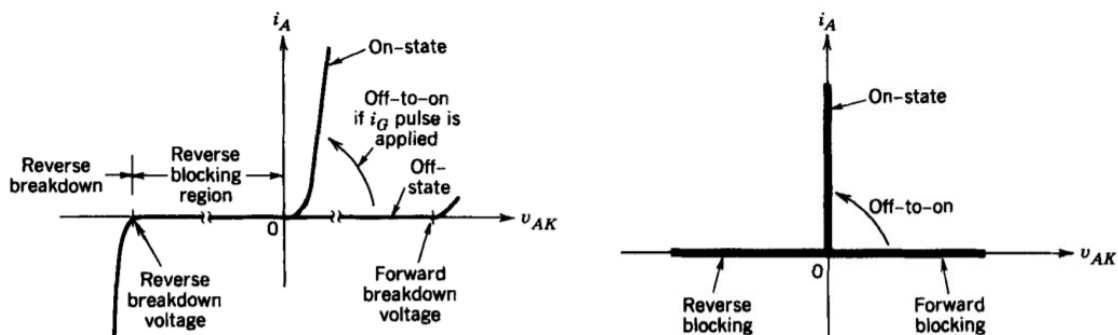 i_A
On-state
Off-to-on
if i_G pulse is
applied
Reverse
breakdown
Reverse
blocking
region
Off-
state
0
v_AK
Reverse
breakdown
voltage
Forward
breakdown
voltage
i_A
On-state
Off-to-on
0
v_AK
Reverse
blocking
Forward
blocking